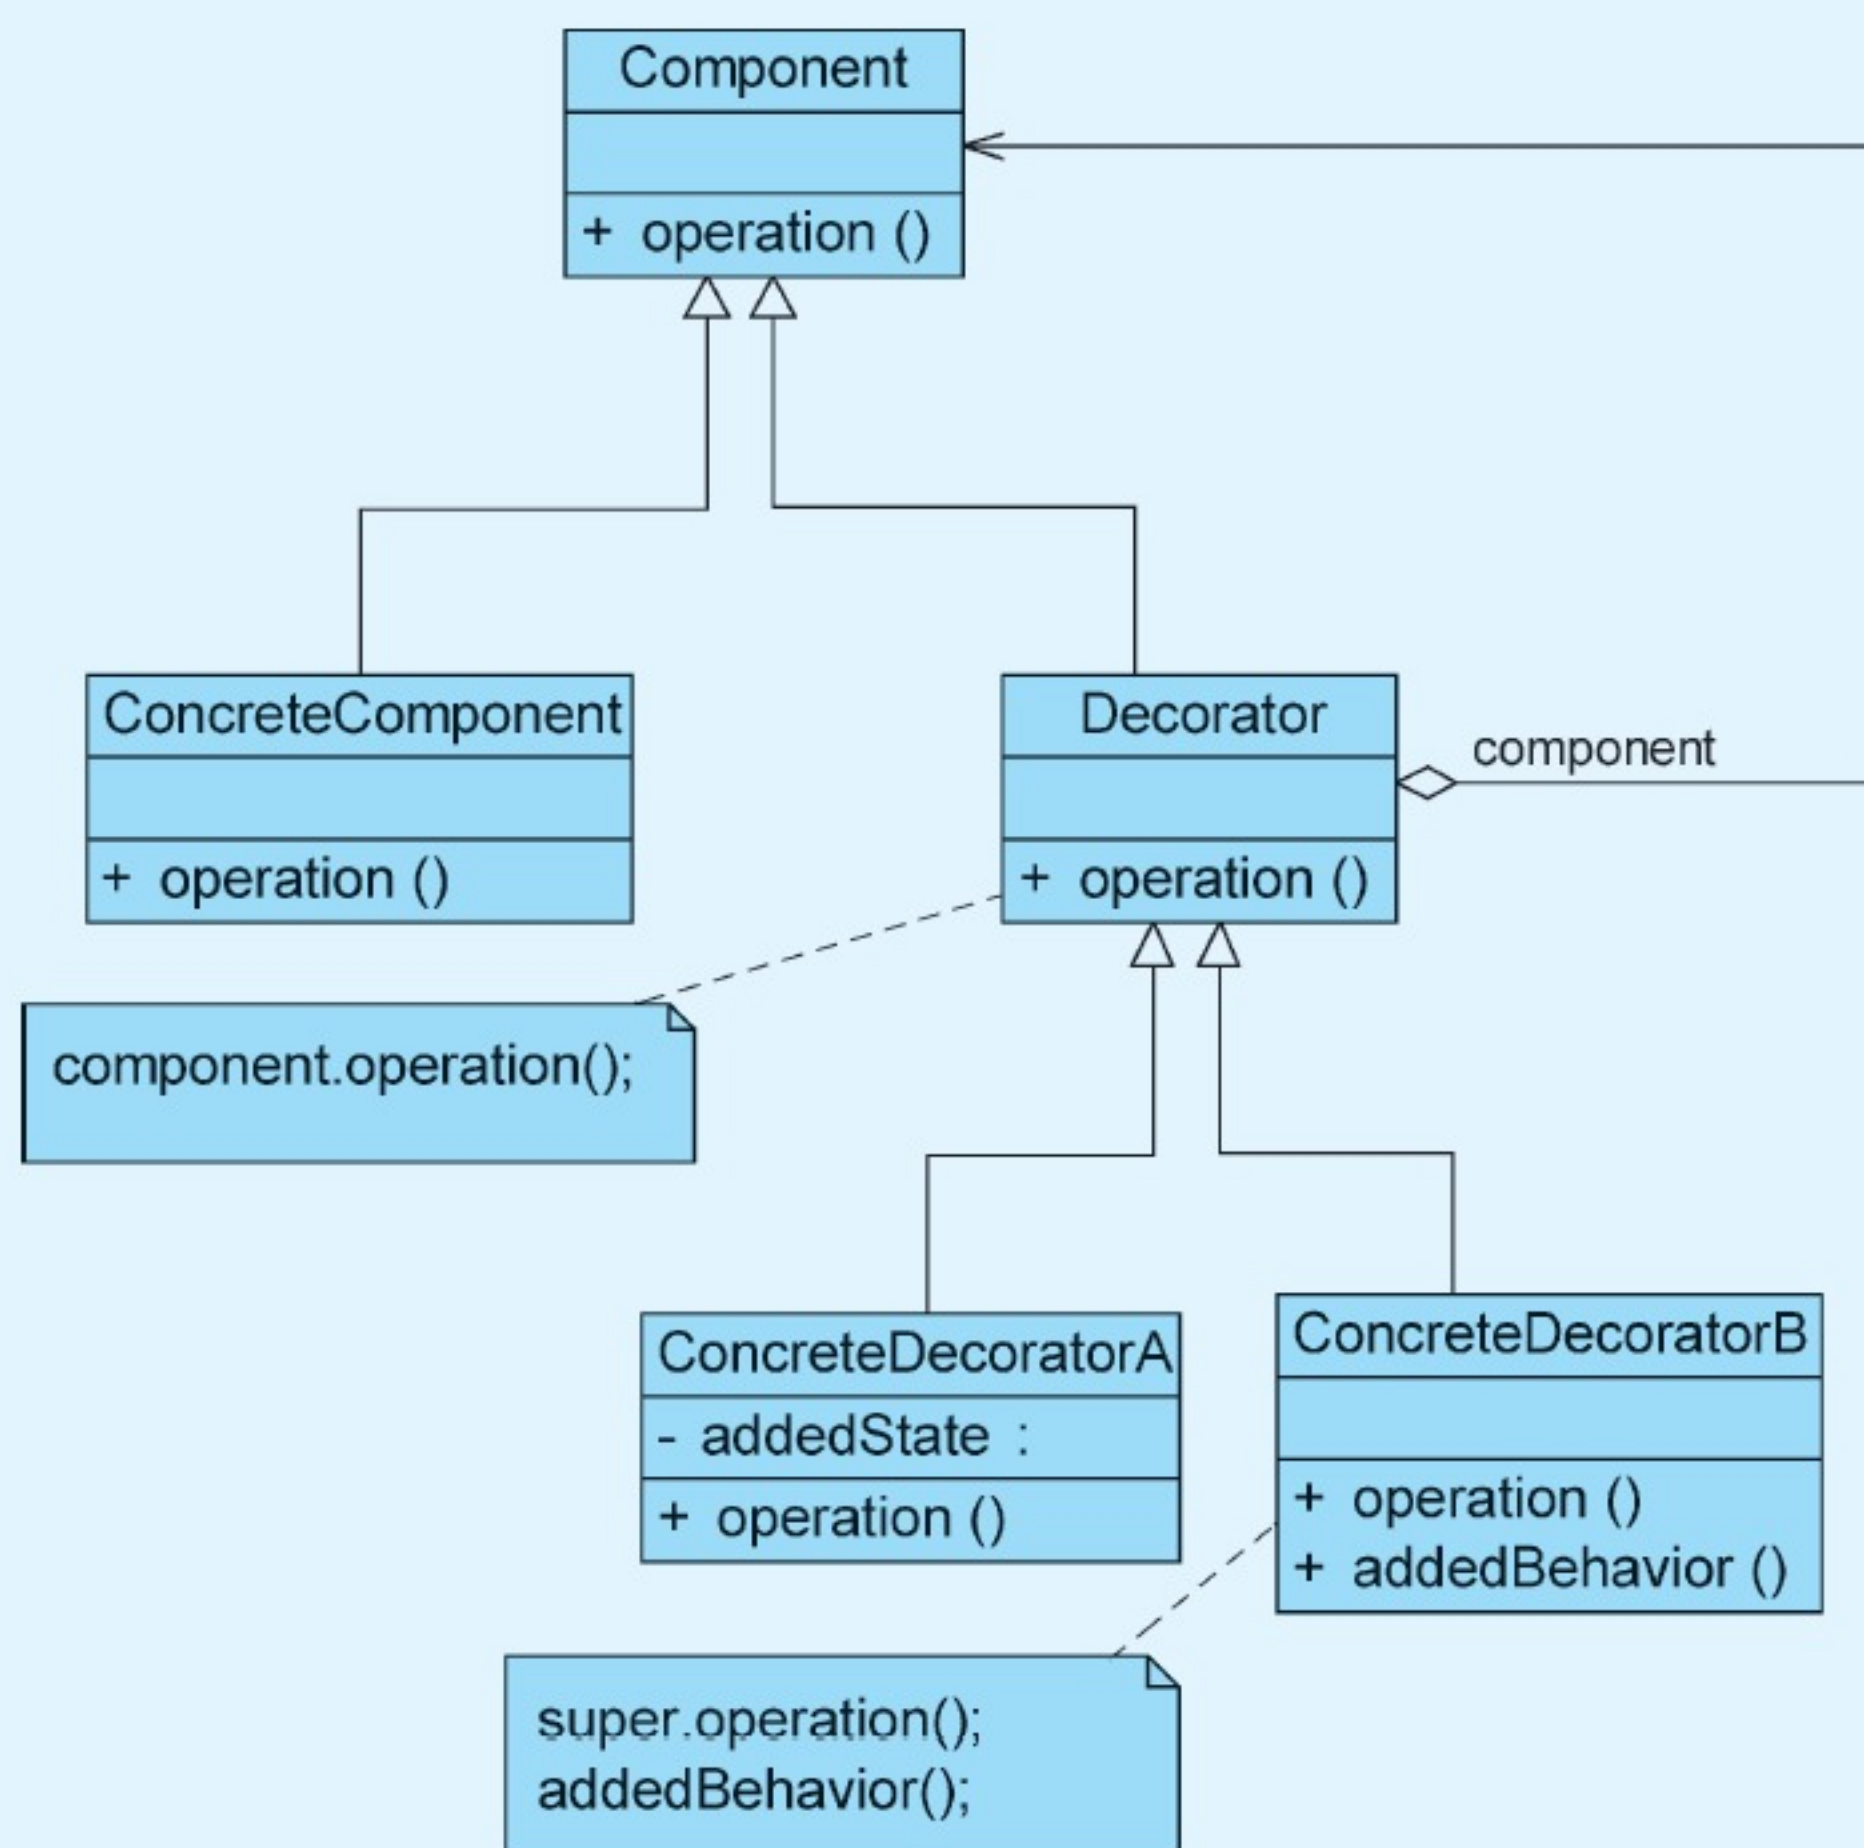 Component
+ operation ()
ConcreteComponent
+ operation ()
Decorator
+ operation ()
component
component.operation();
ConcreteDecoratorA
- addedState :
+ operation ()
ConcreteDecoratorB
+ operation ()
+ addedBehavior ()
super.operation();
addedBehavior();